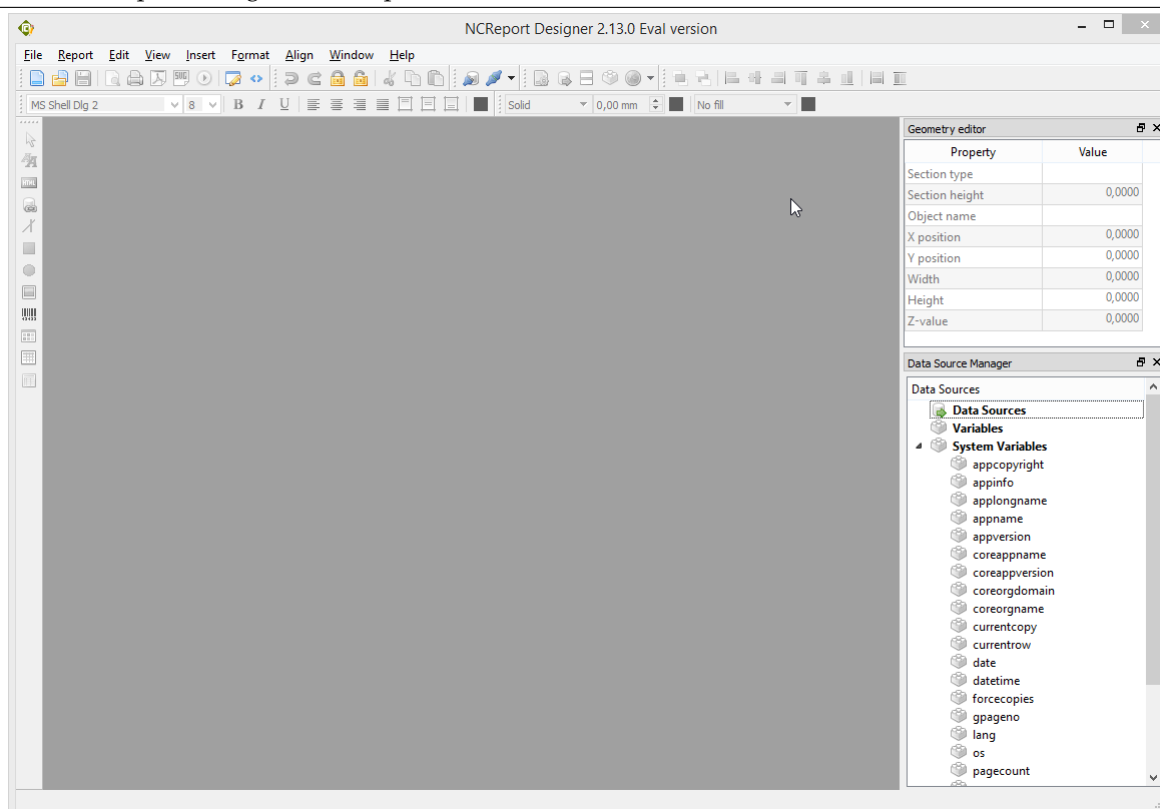 NCReport Designer 2.13.0 Eval version
File Report Edit View Insert Format Align Window Help
MS Shell Dlg 2 8 B I U Solid 0,00 mm No fill
Geometry editor
Property Value
Section type
Section height 0,0000
Object name
X position 0,0000
Y position 0,0000
Width 0,0000
Height 0,0000
Z-value 0,0000
Data Source Manager
Data Sources
Data Sources
Variables
System Variables
appcopyright
appinfo
applongname
appname
appversion
coreappname
coreappversion
coreorgdomain
coreorgname
currentcopy
currentrow
date
datetime
forcecopies
gpageno
lang
os
pagecount